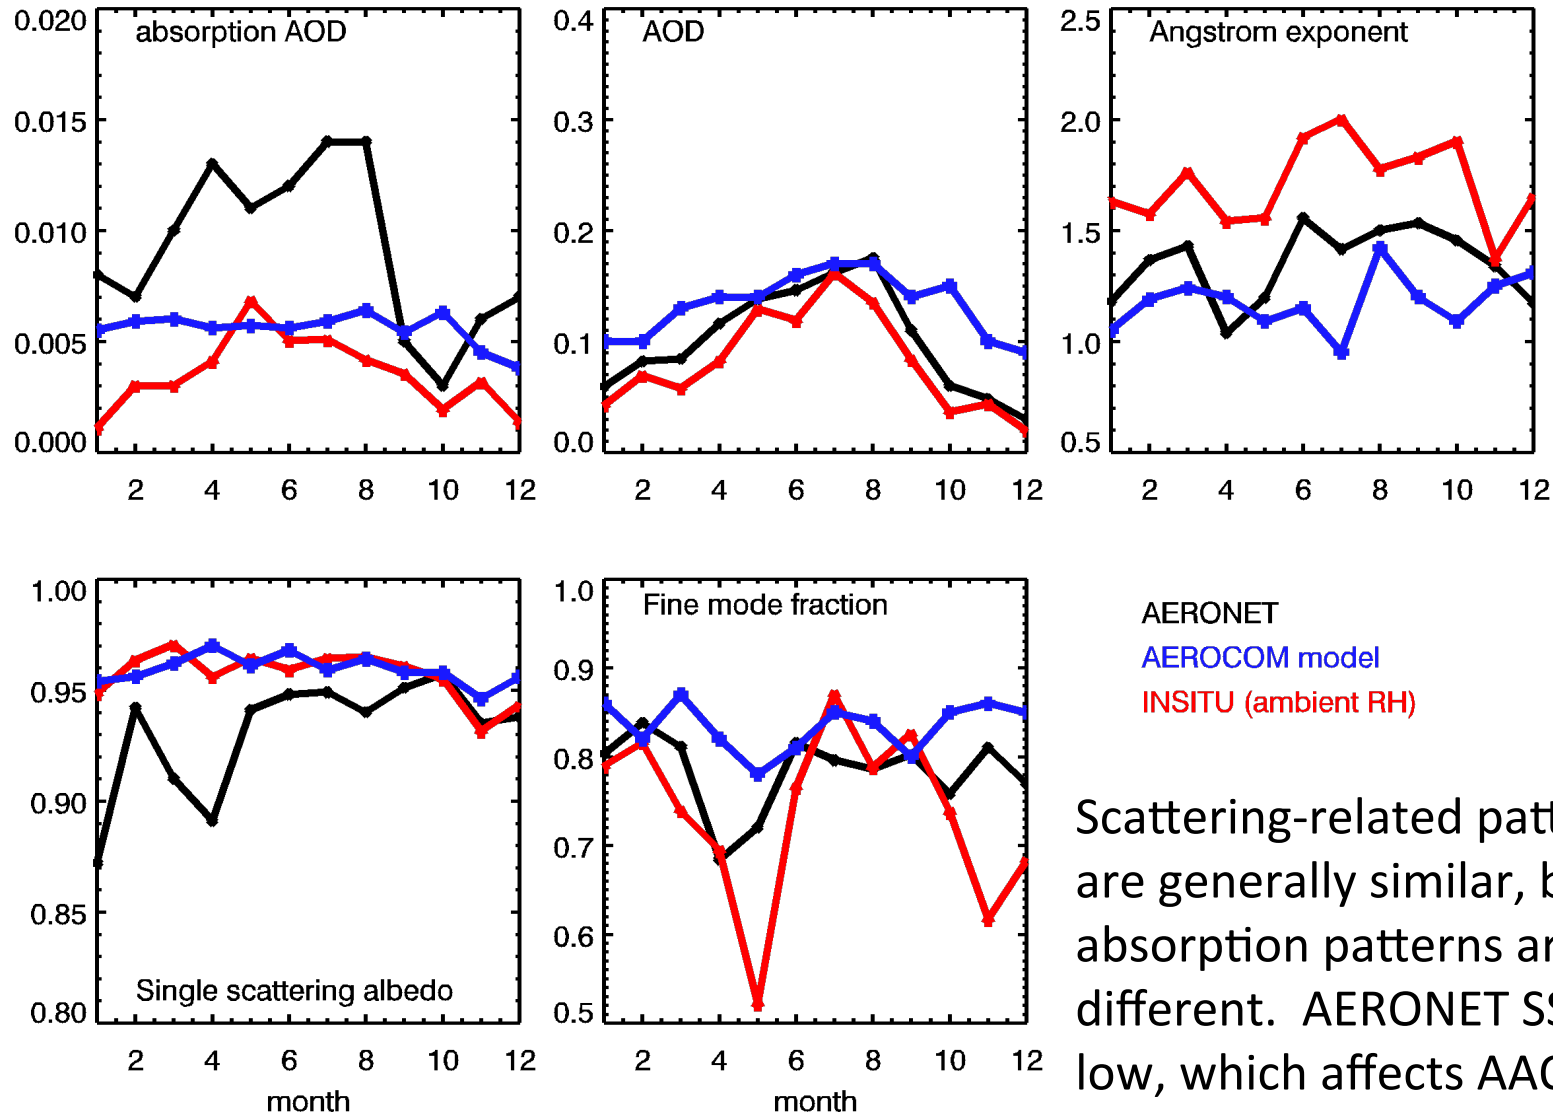 absorption AOD
0.020
0.015
0.010
0.005
0.000
2 4 6 8 10 12
AOD
0.4
0.3
0.2
0.1
0.0
2 4 6 8 10 12
Angstrom exponent
2.5
2.0
1.5
1.0
0.5
2 4 6 8 10 12
1.00
0.95
0.90
0.85
0.80
Single scattering albedo
2 4 6 8 10 12
month
Fine mode fraction
1.0
0.9
0.8
0.7
0.6
0.5
2 4 6 8 10 12
month
AERONET
AEROCOM model
INSITU (ambient RH)
Scattering-related
are generally similar,
absorption patterns
different. AERONET
low, which affects